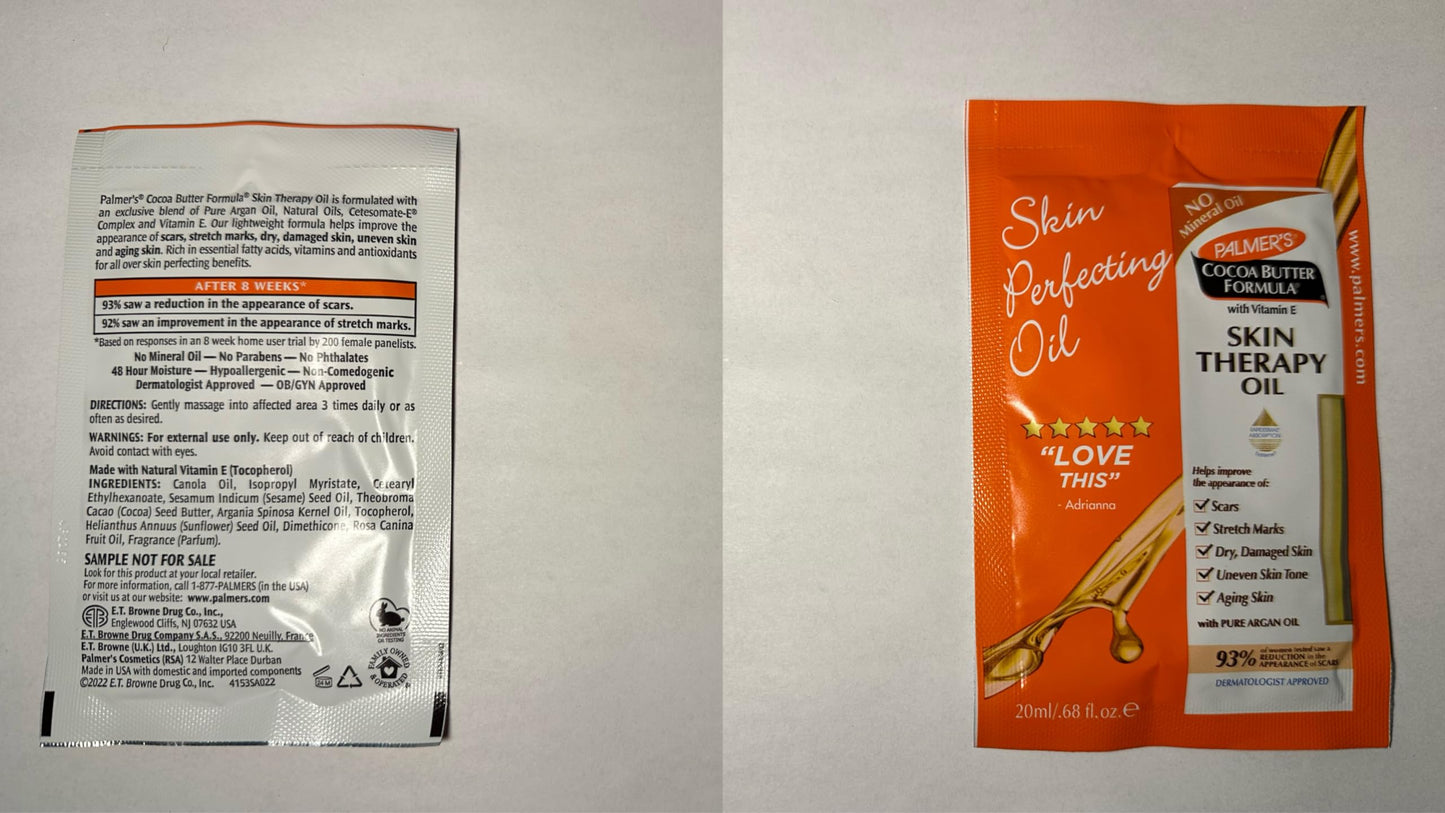 Palmer's® Cocoa Butter Formula® Skin Therapy Oil is formulated with
an exclusive blend of Pure Argan Oil, Natural Oils, Cetesomate-E®
Complex and Vitamin E. Our lightweight formula helps improve the
appearance of scars, stretch marks, dry, damaged skin, uneven skin
and aging skin. Rich in essential fatty acids, vitamins and antioxidants
for all over skin perfecting benefits.
AFTER 8 WEEKS*
93% saw a reduction in the appearance of scars.
92% saw an improvement in the appearance of stretch marks.
*Based on responses in an 8 week home user trial by 200 female panelists.
No Mineral Oil — No Parabens — No Phthalates
48 Hour Moisture — Hypoallergenic — Non-Comedogenic
Dermatologist Approved — OB/GYN Approved
DIRECTIONS: Gently massage into affected area 3 times daily or as
often as desired.
WARNINGS: For external use only. Keep out of reach of children.
Avoid contact with eyes.
Made with Natural Vitamin E (Tocopherol)
INGREDIENTS: Canola Oil, Isopropyl Myristate, Cetearyl
Ethylhexanoate, Sesamum Indicum (Sesame) Seed Oil, Theobroma
Cacao (Cocoa) Seed Butter, Argania Spinosa Kernel Oil, Tocopherol,
Helianthus Annuus (Sunflower) Seed Oil, Dimethicone, Rosa Canina
Fruit Oil, Fragrance (Parfum).
SAMPLE NOT FOR SALE
Look for this product at your local retailer.
For more information, call 1-877-PALMERS (in the USA)
or visit us at our website: www.palmers.com
ETB
E.T. Browne Drug Co., Inc.,
Englewood Cliffs, NJ 07632 USA
E.T. Browne Drug Company S.A.S., 92200 Neuilly, France
E.T. Browne (U.K.) Ltd., Loughton IG10 3FL U.K.
Palmer's Cosmetics (RSA) 12 Walter Place Durban
Made in USA with domestic and imported components
©2022 E.T. Browne Drug Co., Inc. 4153SA022
24 M
NO ANIMAL
INGREDIENTS
OR TESTING
FAMILY OWNED
& OPERATED
Skin
Perfecting
Oil
"LOVE
THIS"
- Adrianna
20ml/.68 fl.oz.℮
NO
Mineral Oil
PALMER'S®
COCOA BUTTER
FORMULA®
with Vitamin E
SKIN
THERAPY
OIL
Helps improve
the appearance of:
Scars
Stretch Marks
Dry, Damaged Skin
Uneven Skin Tone
Aging Skin
with PURE ARGAN OIL
93% of women tested saw a
REDUCTION in the
APPEARANCE of SCARS
DERMATOLOGIST APPROVED
www.palmers.com